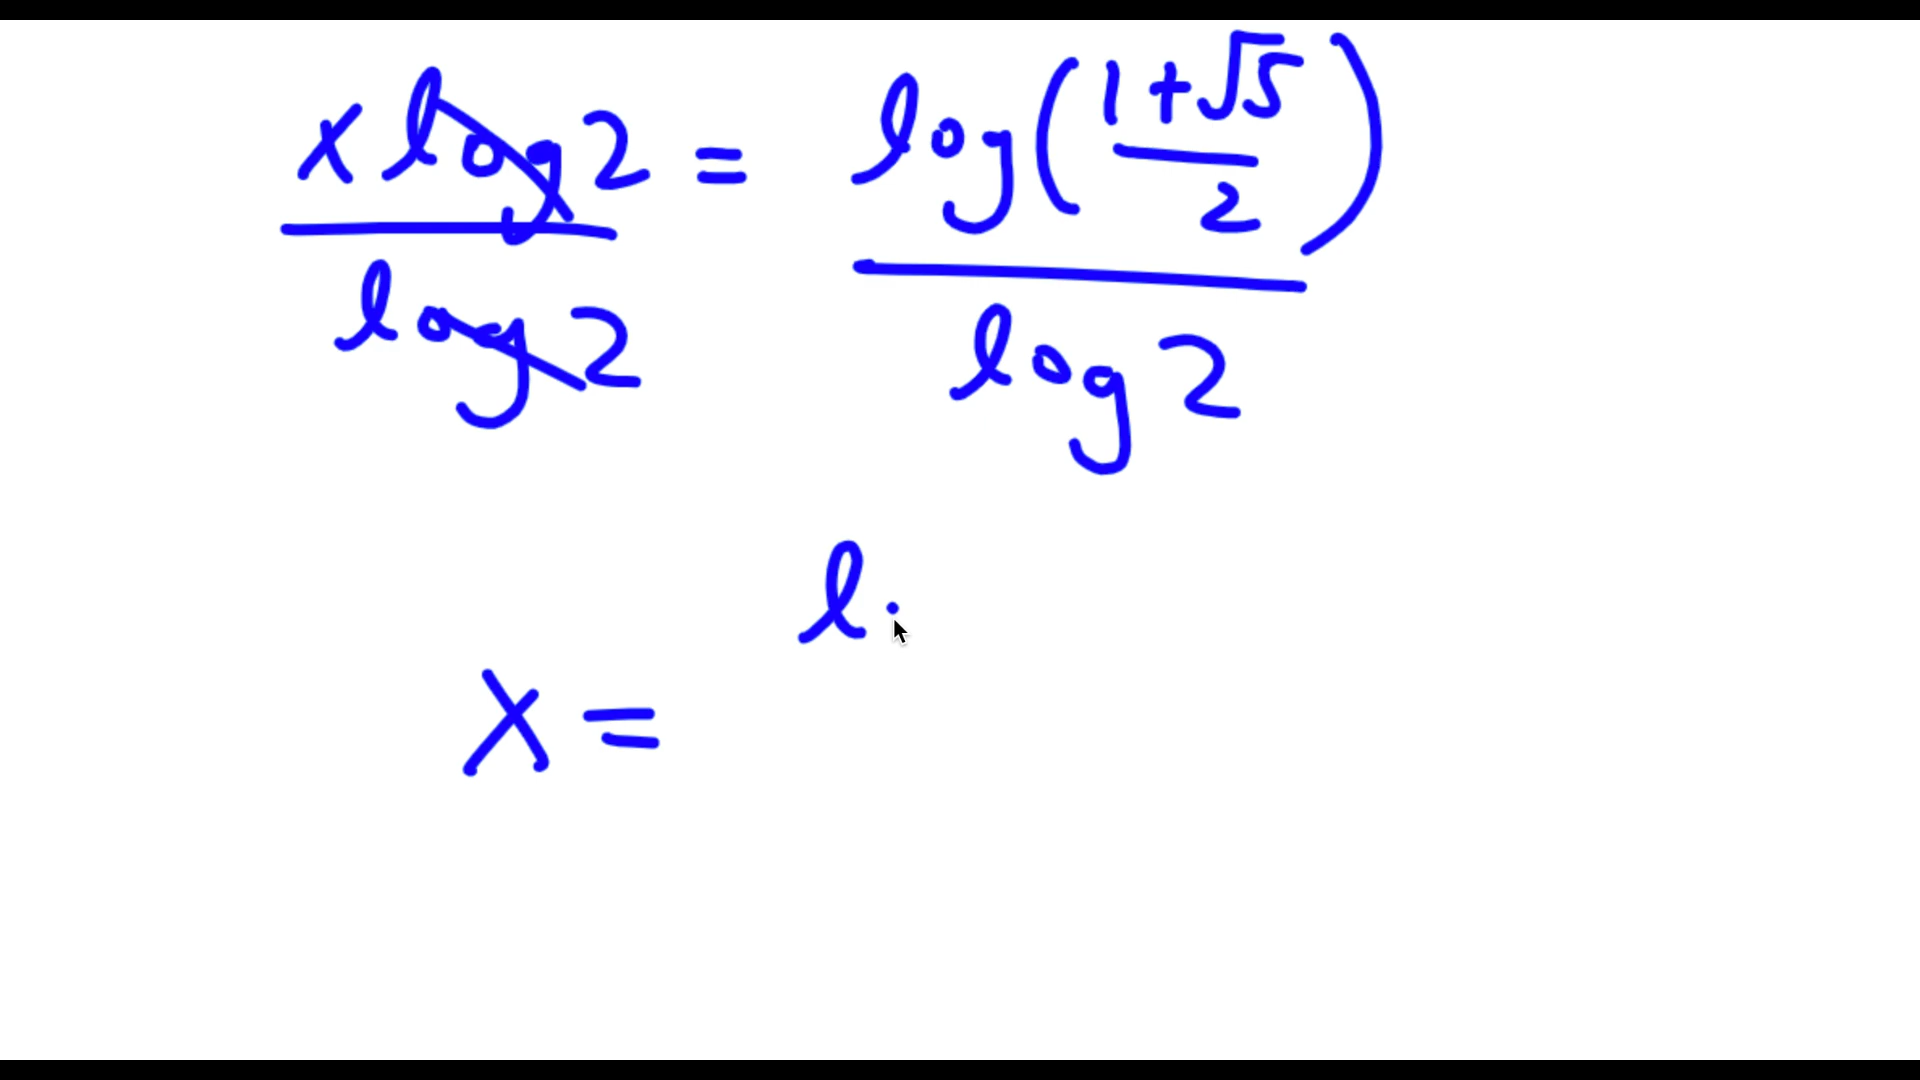 x log 2 / log 2 = log((1+√5)/2) / log 2
x = l